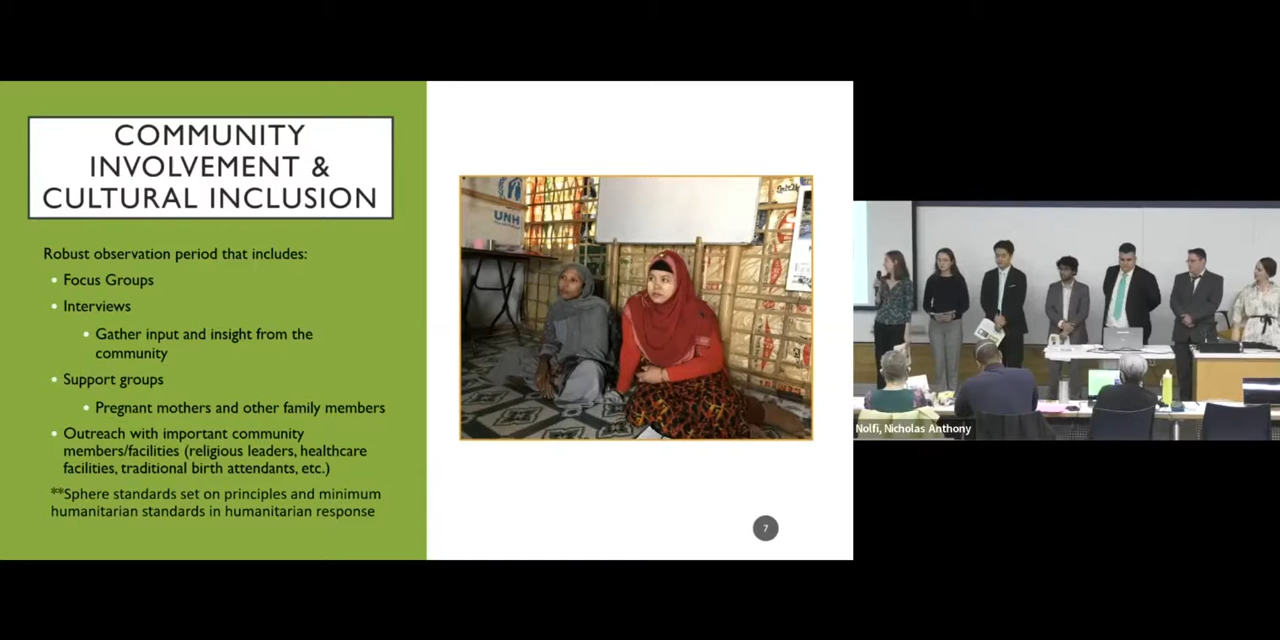 COMMUNITY
INVOLVEMENT &
CULTURAL INCLUSION
Robust observation period that includes:
• Focus Groups
• Interviews
• Gather input and insight from the
community
• Support groups
• Pregnant mothers and other family members
• Outreach with important community
members/facilities (religious leaders, healthcare
facilities, traditional birth attendants, etc.)
**Sphere standards set on principles and minimum
humanitarian standards in humanitarian response
UNH
7
Nolfi, Nicholas Anthony